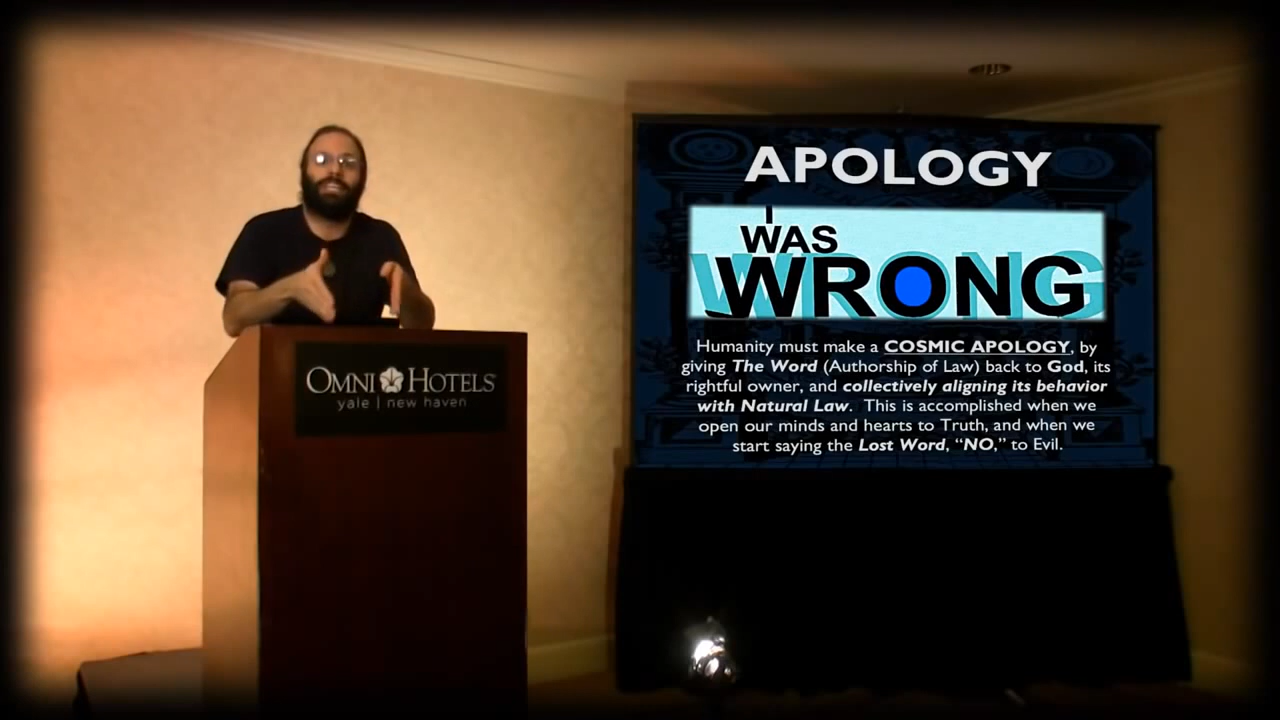 APOLOGY
I
WAS
WRONG
Humanity must make a COSMIC APOLOGY, by
giving The Word (Authorship of Law) back to God, its
rightful owner, and collectively aligning its behavior
with Natural Law. This is accomplished when we
open our minds and hearts to Truth, and when we
start saying the Lost Word, “NO,” to Evil.
OMNI HOTELS
yale | new haven